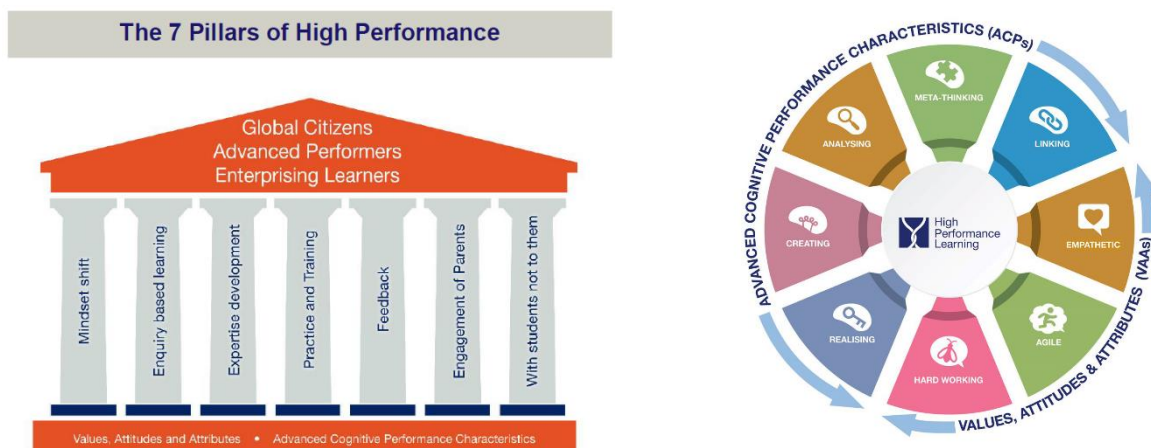 The 7 Pillars of High Performance
Global Citizens
Advanced Performers
Enterprising Learners
Mindset shift
Enquiry based learning
Expertise development
Practice and Training
Feedback
Engagement of Parents
With students not to them
Values, Attitudes and Attributes • Advanced Cognitive Performance Characteristics
ADVANCED COGNITIVE PERFORMANCE CHARACTERISTICS (ACPs)
META-THINKING
LINKING
ANALYSING
CREATING
REALISING
EMPATHETIC
AGILE
HARD WORKING
High
Performance
Learning
VALUES, ATTITUDES & ATTRIBUTES (VAAs)